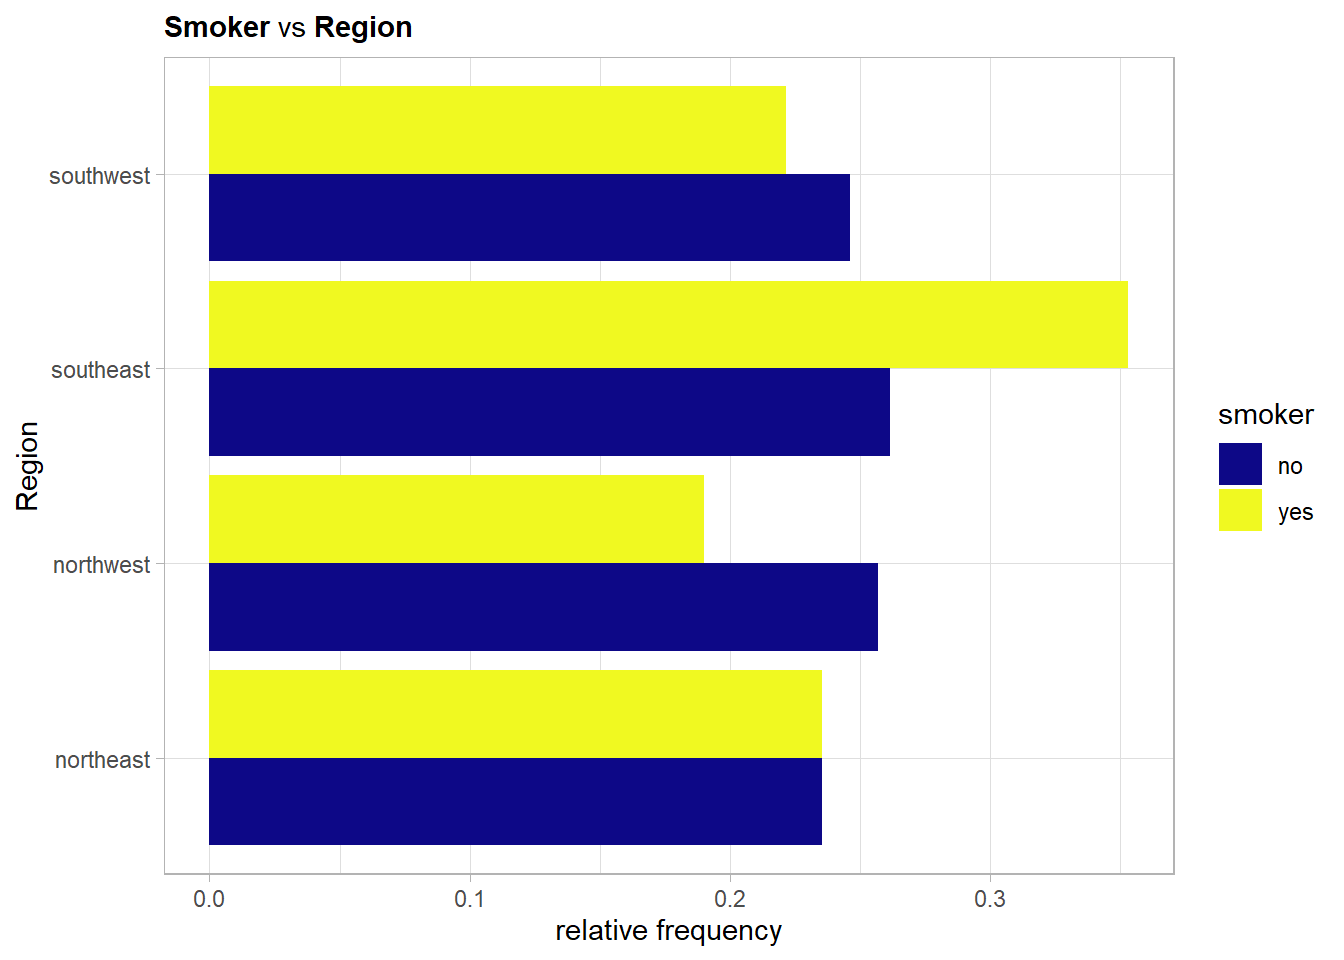 Smoker vs Region
southwest
southeast
northwest
northeast
Region
0.0 0.1 0.2 0.3
relative frequency
smoker
no
yes